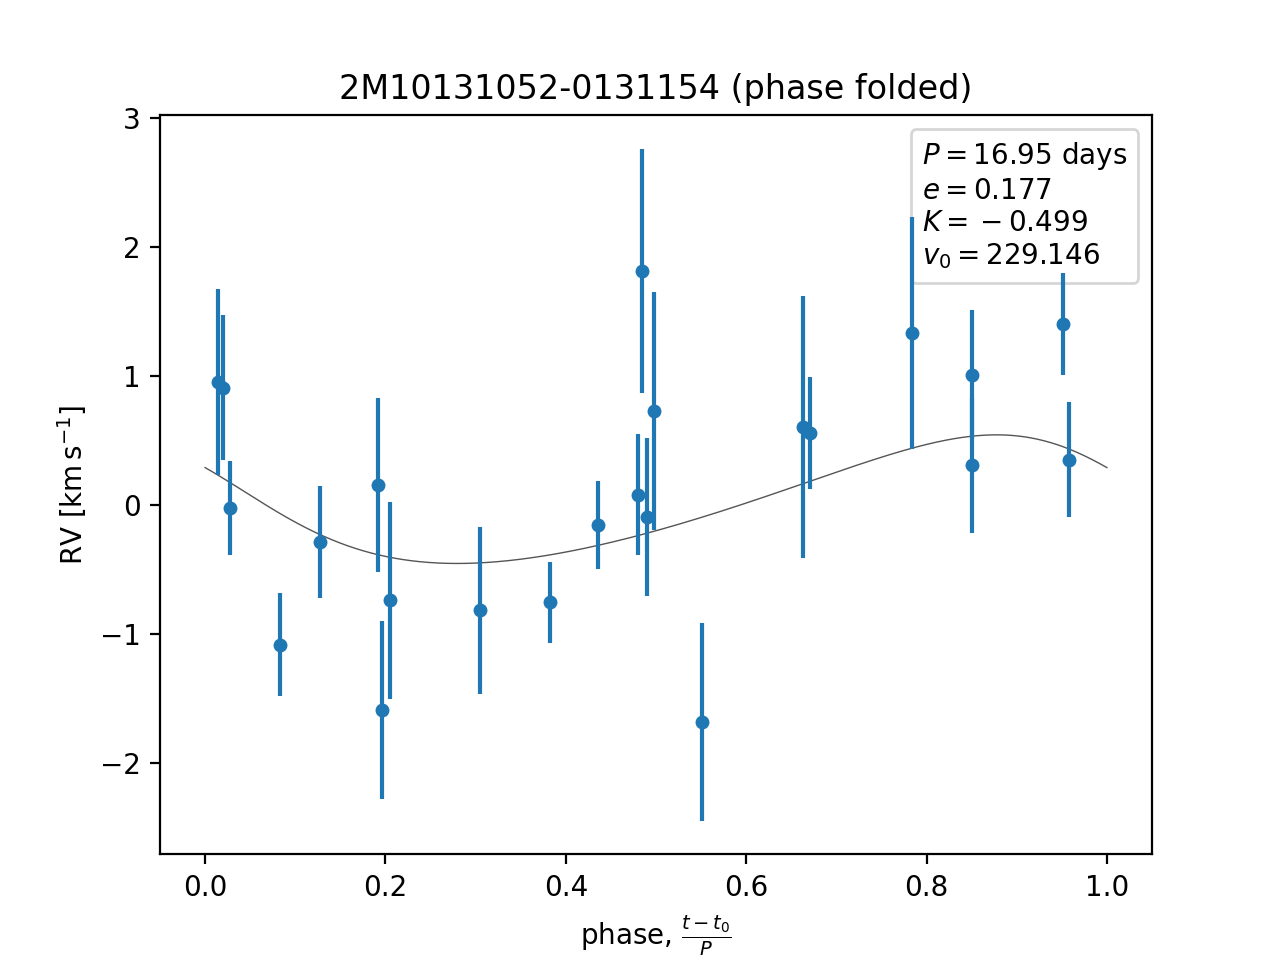 2M10131052-0131154 (phase folded)
P = 16.95 days
e = 0.177
K = −0.499
v₀ = 229.146
RV [km s⁻¹]
3
2
1
0
−1
−2
0.0 0.2 0.4 0.6 0.8 1.0
phase, (t − t₀)/P